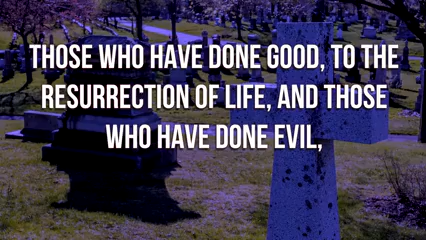 THOSE WHO HAVE DONE GOOD, TO THE
RESURRECTION OF LIFE, AND THOSE
WHO HAVE DONE EVIL,